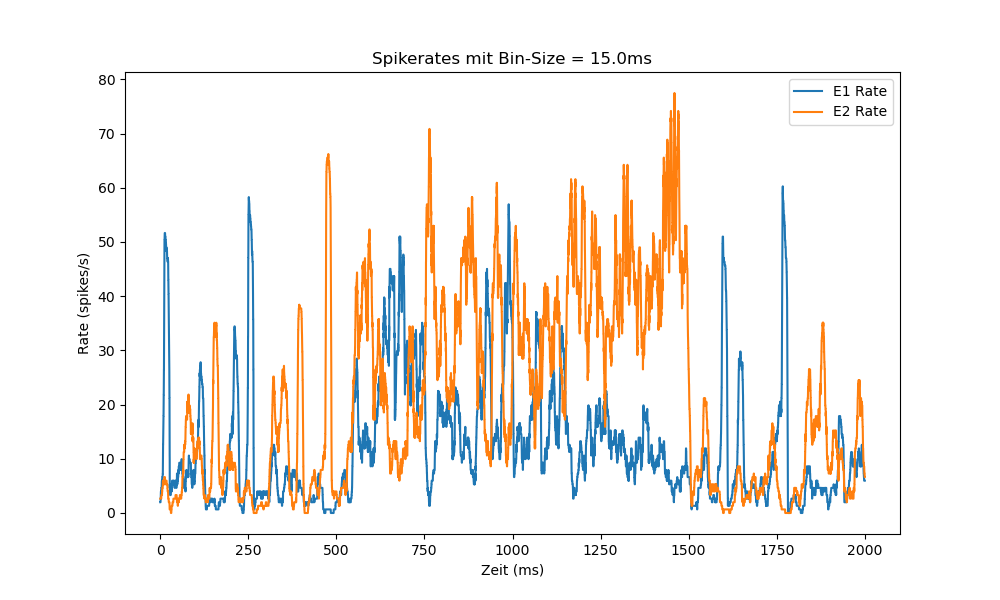 Spikerates mit Bin-Size = 15.0ms
E1 Rate
E2 Rate
80
70
60
50
40
30
20
10
0
Rate (spikes/s)
0 250 500 750 1000 1250 1500 1750 2000
Zeit (ms)